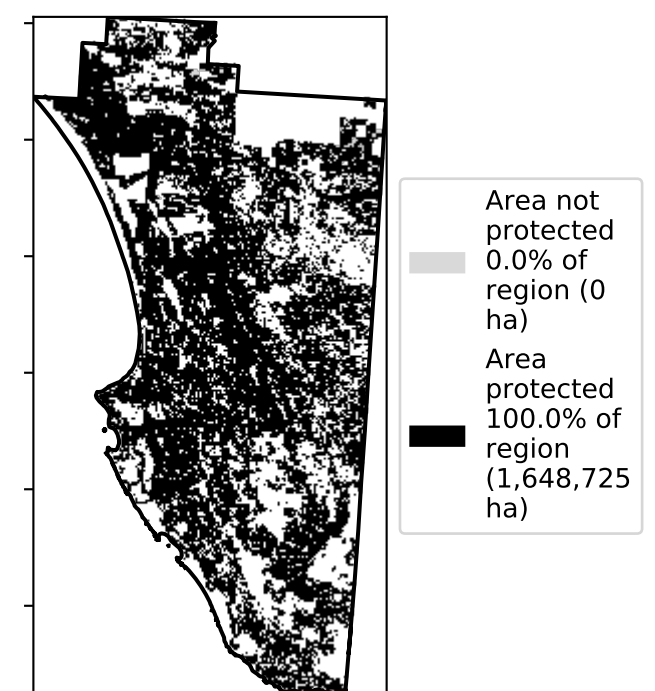 Area not
protected
0.0% of
region (0
ha)
Area
protected
100.0% of
region
(1,648,725
ha)